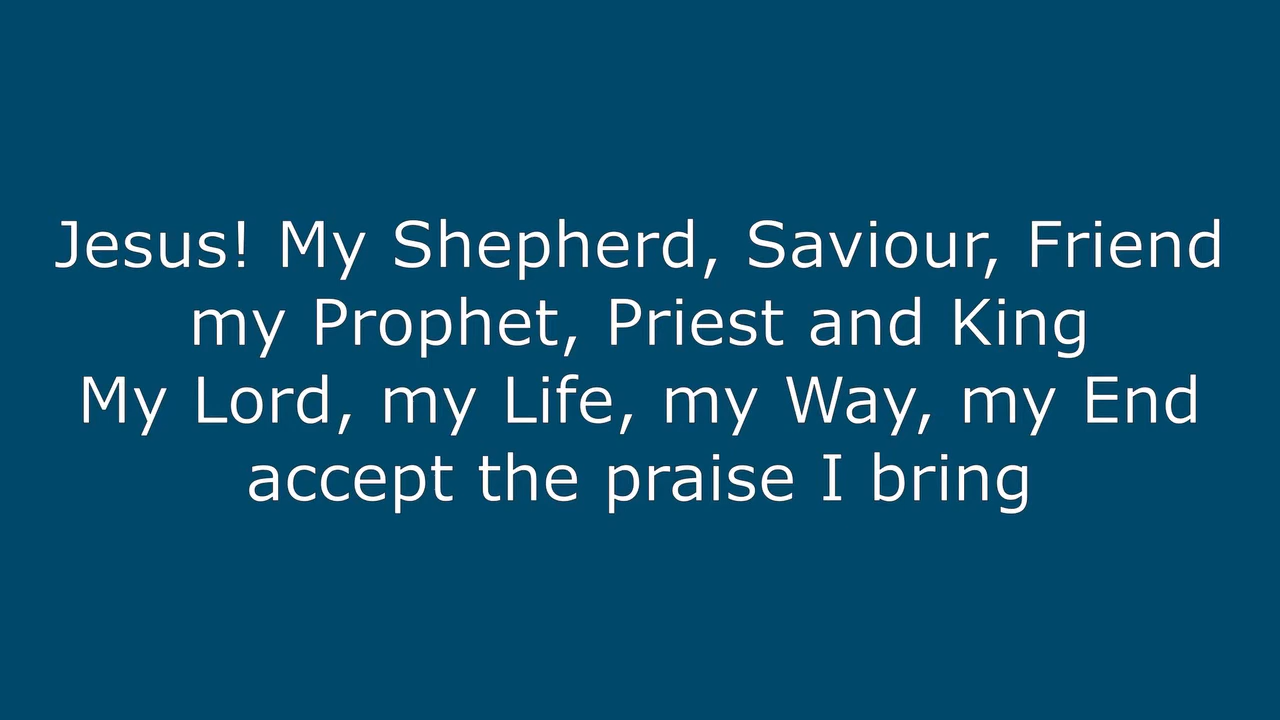 Jesus! My Shepherd, Saviour, Friend
my Prophet, Priest and King
My Lord, my Life, my Way, my End
accept the praise I bring